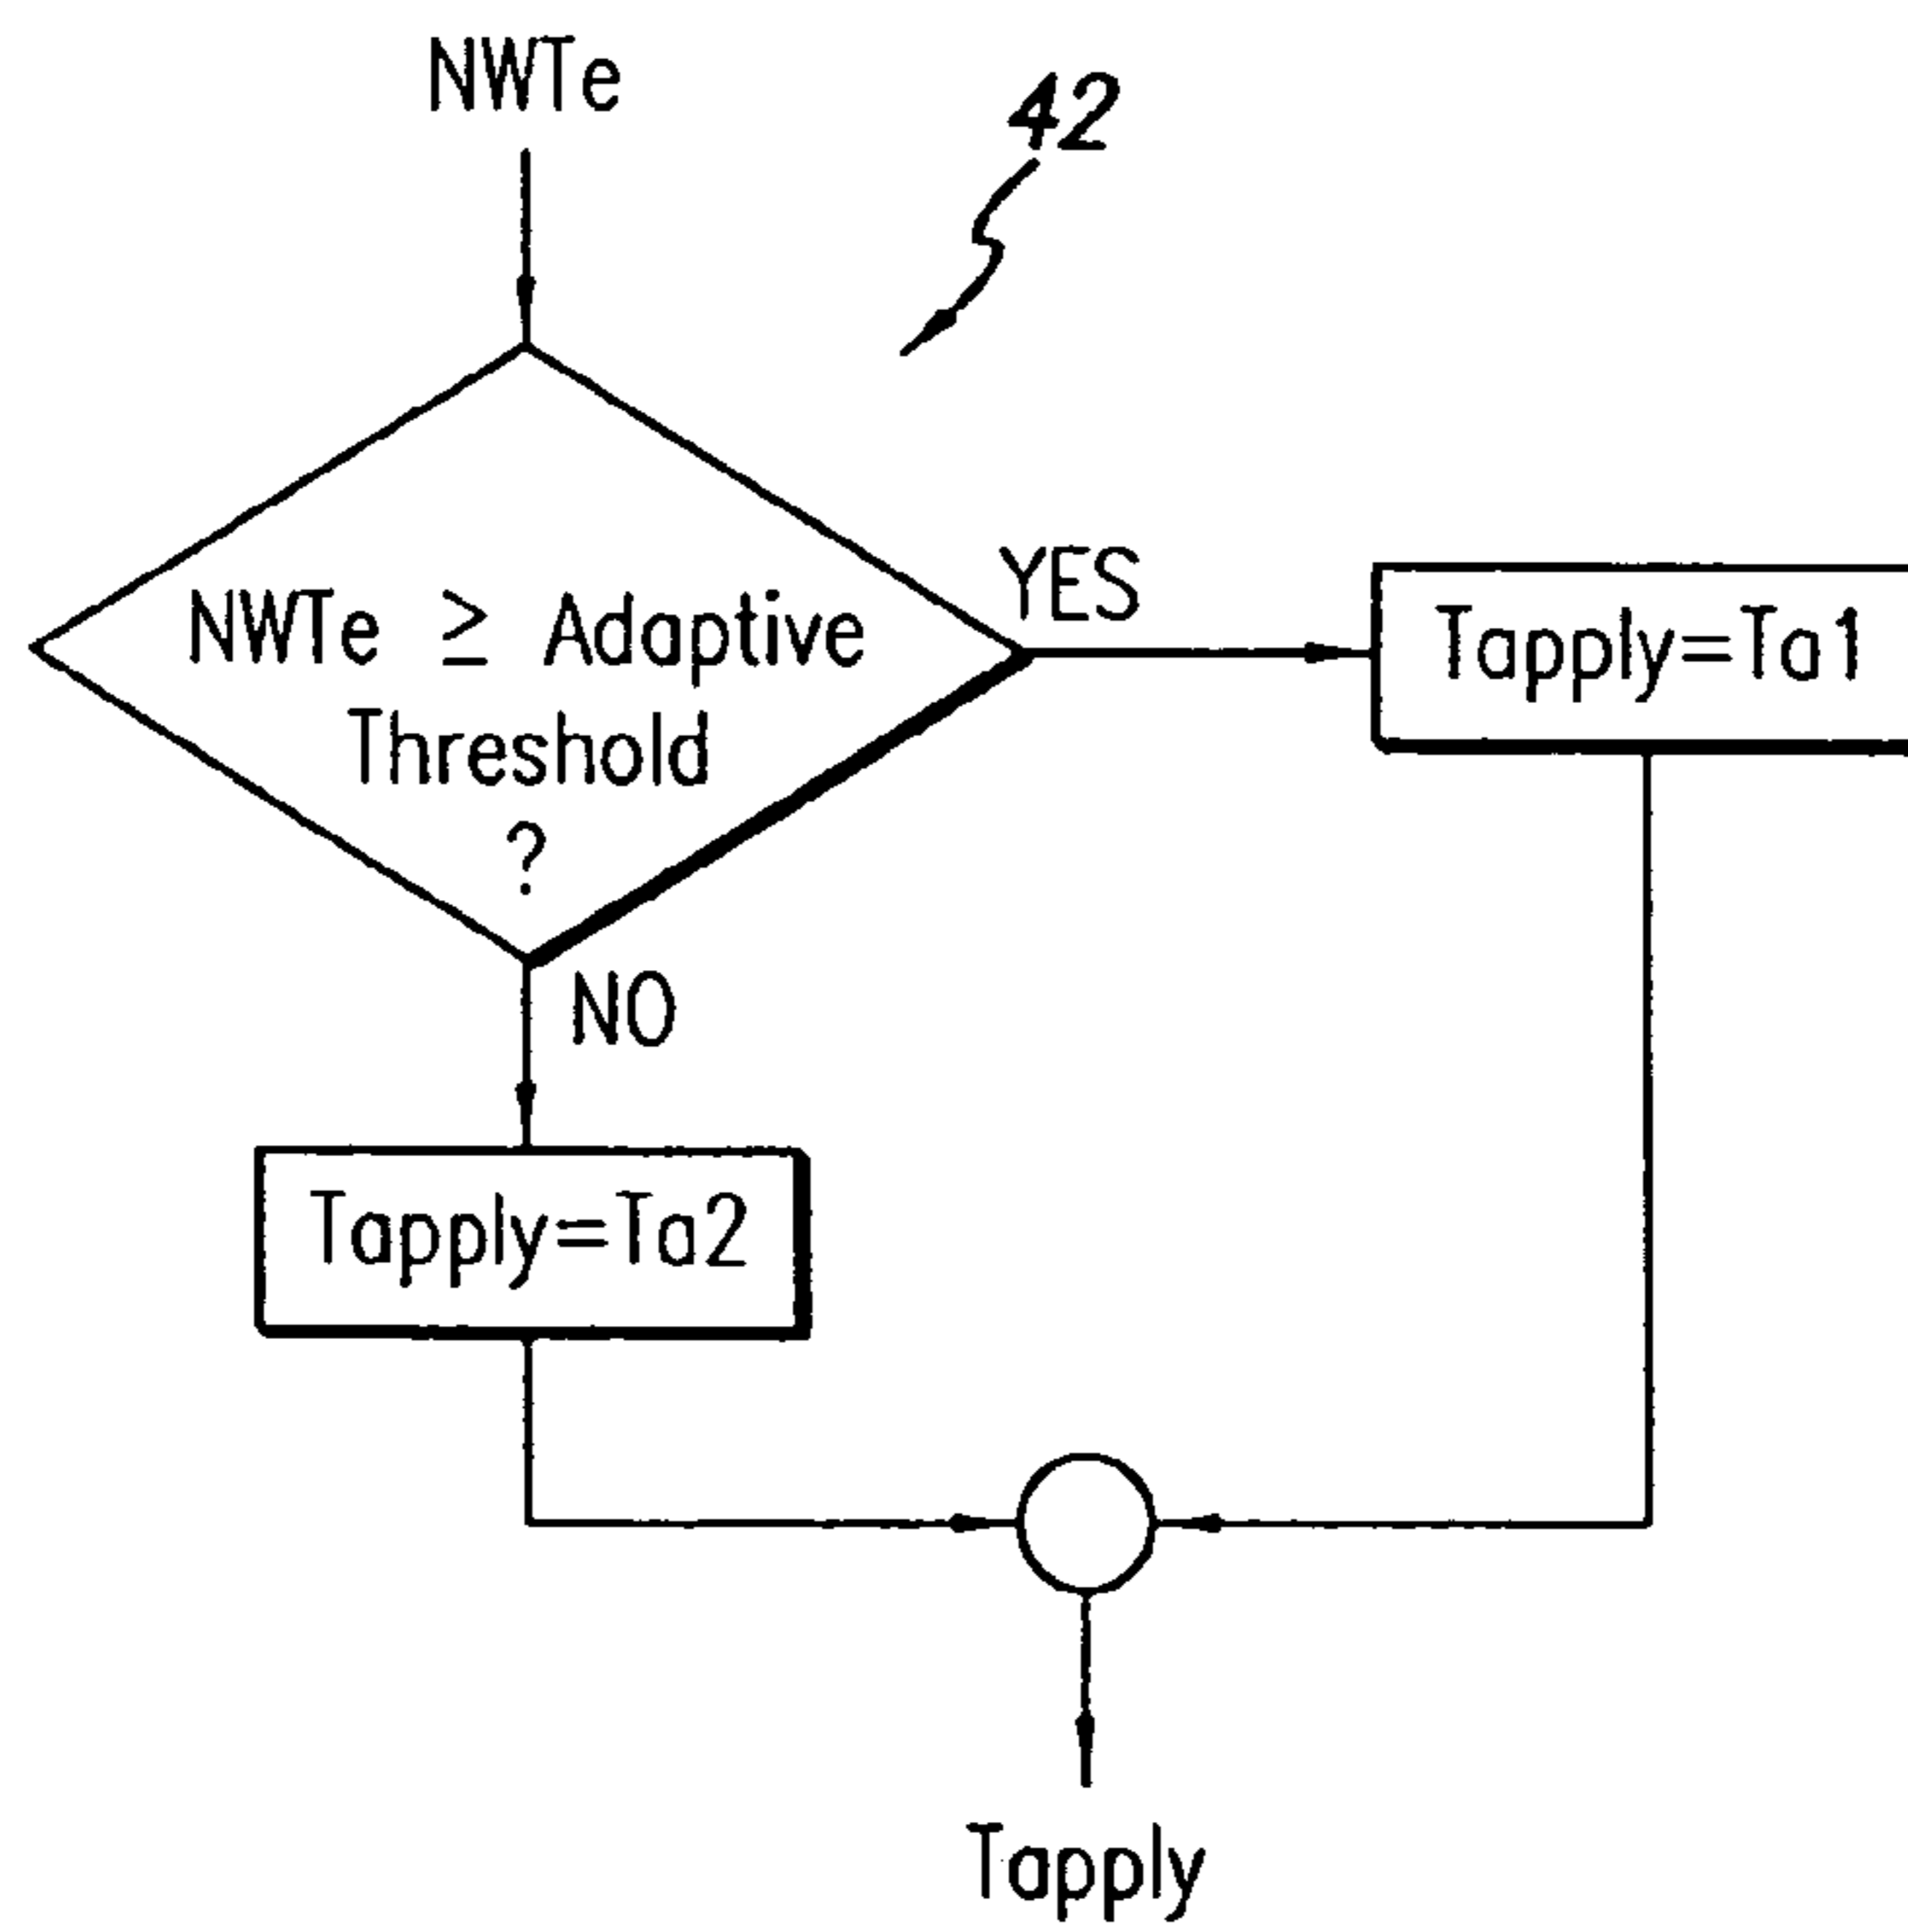 NWTe
42
NWTe ≥ Adaptive
Threshold
?
YES
Tapply=Ta1
NO
Tapply=Ta2
Tapply